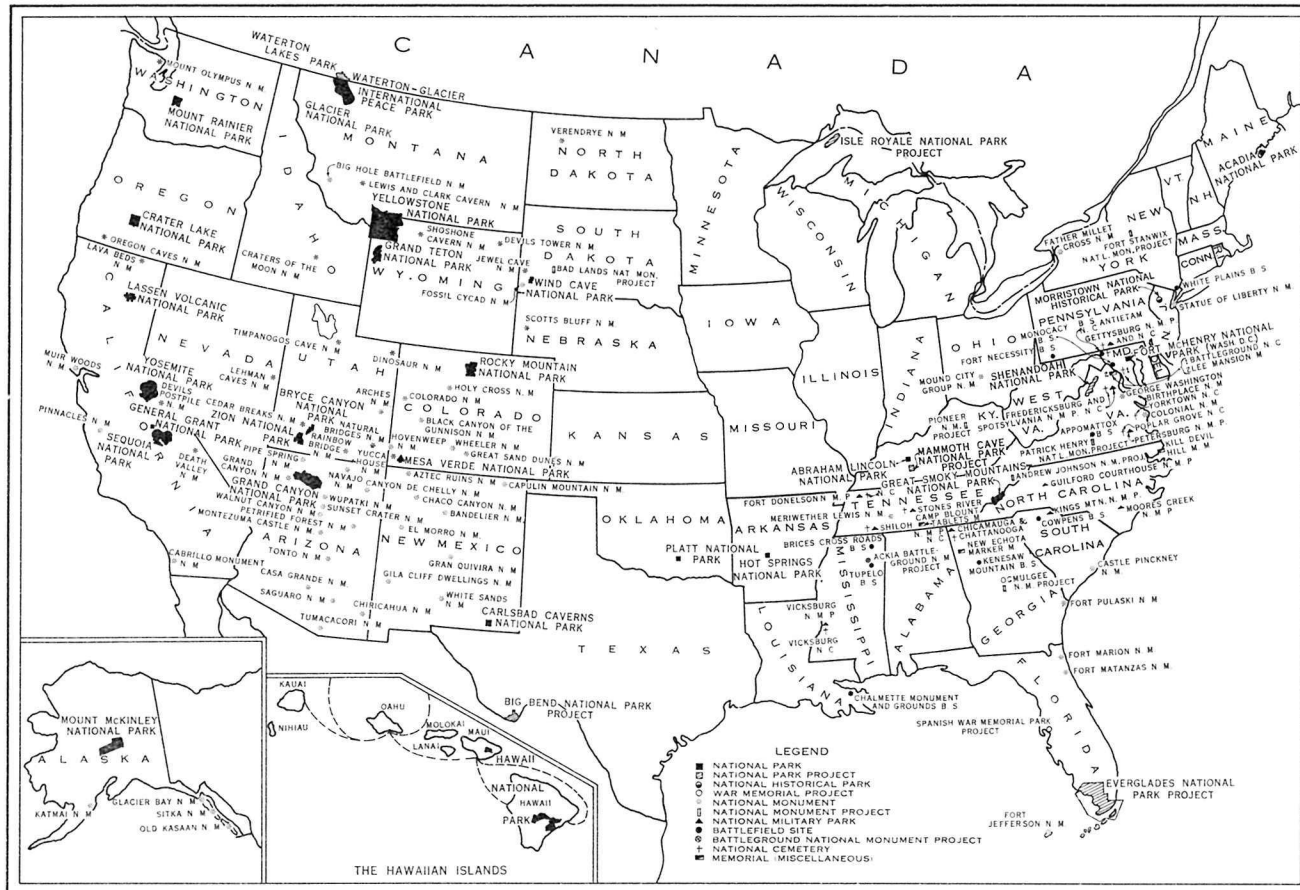 C A N A D A
WATERTON
LAKES PARK
WATERTON-GLACIER
INTERNATIONAL
PEACE PARK
GLACIER
NATIONAL PARK
MOUNT OLYMPUS N M
WASHINGTON
MOUNT RAINIER
NATIONAL PARK
MONTANA
IDAHO
BIG HOLE BATTLEFIELD N M
LEWIS AND CLARK CAVERN N M
YELLOWSTONE
NATIONAL PARK
VERENDRYE N M
NORTH
DAKOTA
MINNESOTA
ISLE ROYALE NATIONAL PARK
PROJECT
WISCONSIN
MICHIGAN
MAINE
ACADIA
NATIONAL PARK
VT
NH
MASS
CONN
R
NEW
YORK
FATHER MILLET
CROSS N M
FORT STANWIX
NAT'L. MON, PROJECT
OREGON
CRATER LAKE
NATIONAL PARK
OREGON CAVES N M
LAVA BEDS
N M
CRATERS OF THE
MOON N M
SHOSHONE
CAVERN N M
GRAND TETON
NATIONAL PARK
WY.OMING
DEVILS TOWER N M
JEWEL CAVE
N M
SOUTH
DAKOTA
BAD LANDS NAT MON,
PROJECT
WIND CAVE
NATIONAL PARK
FOSSIL CYCAD N M
SCOTTS BLUFF N M
NEBRASKA
IOWA
ILLINOIS
INDIANA
OHIO
PENNSYLVANIA
MORRISTOWN NATIONAL
HISTORICAL PARK
WHITE PLAINS B S
STATUE OF LIBERTY N M
MONOCACY
B S
ANTIETAM
B S
AND N C
GETTYSBURG N M P
FORT NECESSITY
B S
FORT MCHENRY NATIONAL
PARK (WASH D.C)
BATTLEGROUND N C
LEE MANSION M
MD
DEL
MOUND CITY
GROUP N M
SHENANDOAH
NATIONAL PARK
GEORGE WASHINGTON
BIRTHPLACE N M
YORKTOWN N C
COLONIAL N M
POPLAR GROVE N C
PETERSBURG N M P
WEST
VA.
VA.
KY.
FREDERICKSBURG AND
SPOTSYLVANIA N M P, N C
APPOMATTOX
B S
PATRICK HENRY
NAT'L MON, PROJECT
PIONEER
N M,
PROJECT
KILL DEVIL
HILL M M
LASSEN VOLCANIC
NATIONAL PARK
CALIFORNIA
NEVADA
UTAH
TIMPANOGOS CAVE N M
LEHMAN
CAVES N M
DINOSAUR N M
MUIR WOODS
N M
YOSEMITE
NATIONAL PARK
DEVILS
POSTPILE
N M
CEDAR BREAKS
N M
BRYCE CANYON
NATIONAL
PARK
ARCHES
N M
NATURAL
BRIDGES N M
RAINBOW
BRIDGE
N M
ZION NATIONAL
PARK
GENERAL GRANT
NATIONAL PARK
PINNACLES N M
SEQUOIA
NATIONAL
PARK
DEATH
VALLEY
N M
PIPE SPRING
N M
YUCCA
HOUSE
N M
HOVENWEEP
N M
ROCKY MOUNTAIN
NATIONAL PARK
HOLY CROSS N M
COLORADO N M
COLORADO
BLACK CANYON OF THE
GUNNISON N M
WHEELER N M
GREAT SAND DUNES N M
MESA VERDE NATIONAL PARK
KANSAS
MISSOURI
ABRAHAM LINCOLN
NATIONAL PARK
MAMMOTH CAVE
NATIONAL PARK
PROJECT
GREAT SMOKY MOUNTAINS
NATIONAL PARK
ANDREW JOHNSON N M, PROJ
GUILFORD COURTHOUSE N M P
NORTH CAROLINA
GRAND
CANYON
N M
GRAND CANYON
NATIONAL PARK
NAVAJO
N M
CANYON DE CHELLY N M
AZTEC RUINS N M
CAPULIN MOUNTAIN N M
CHACO CANYON N M
BANDELIER N M
WUPATKI N M
WALNUT CANYON N M
SUNSET CRATER N M
PETRIFIED FOREST N M
MONTEZUMA CASTLE N M
EL MORRO N M
ARIZONA
NEW MEXICO
TONTO N M
GRAN QUIVIRA N M
CABRILLO MONUMENT
N M
CASA GRANDE N M
GILA CLIFF DWELLINGS N M
SAGUARO N M
CHIRICAHUA N M
WHITE SANDS
N M
TUMACACORI N M
CARLSBAD CAVERNS
NATIONAL PARK
OKLAHOMA
PLATT NATIONAL
PARK
ARKANSAS
HOT SPRINGS
NATIONAL PARK
FORT DONELSON N M P
N C
TENNESSEE
MERIWETHER LEWIS N M
STONES RIVER
CAMP BLOUNT
TABLETS M
SHILOH
N M P
N C
CHICAMAUGA &
CHATTANOOGA
KINGS MTN. N M P
COWPENS B S
MOORES CREEK
N M P
BRICES CROSS ROADS
B S
ACKIA BATTLE-
GROUND N M
PROJECT
TUPELO
B S
NEW ECHOTA
MARKER M
KENESAW
MOUNTAIN B S
SOUTH
CAROLINA
OCMULGEE
N M PROJECT
CASTLE PINCKNEY
N M
FORT PULASKI N M
MISSISSIPPI
ALABAMA
GEORGIA
VICKSBURG
N M P
VICKSBURG
N C
LOUISIANA
TEXAS
FORT MARION N M
FORT MATANZAS N M
FLORIDA
CHALMETTE MONUMENT
AND GROUNDS B S
SPANISH WAR MEMORIAL PARK
PROJECT
BIG BEND NATIONAL PARK
PROJECT
EVERGLADES NATIONAL
PARK PROJECT
FORT
JEFFERSON N M
MOUNT McKINLEY
NATIONAL PARK
ALASKA
KATMAI N M
GLACIER BAY N M
SITKA N M
OLD KASAAN N M
KAUAI
NIHIAU
OAHU
MOLOKAI
LANAI
MAUI
HAWAII
NATIONAL
HAWAII
PARK
THE HAWAIIAN ISLANDS
LEGEND
NATIONAL PARK
NATIONAL PARK PROJECT
NATIONAL HISTORICAL PARK
WAR MEMORIAL PROJECT
NATIONAL MONUMENT
NATIONAL MONUMENT PROJECT
NATIONAL MILITARY PARK
BATTLEFIELD SITE
BATTLEGROUND NATIONAL MONUMENT PROJECT
NATIONAL CEMETERY
MEMORIAL (MISCELLANEOUS)